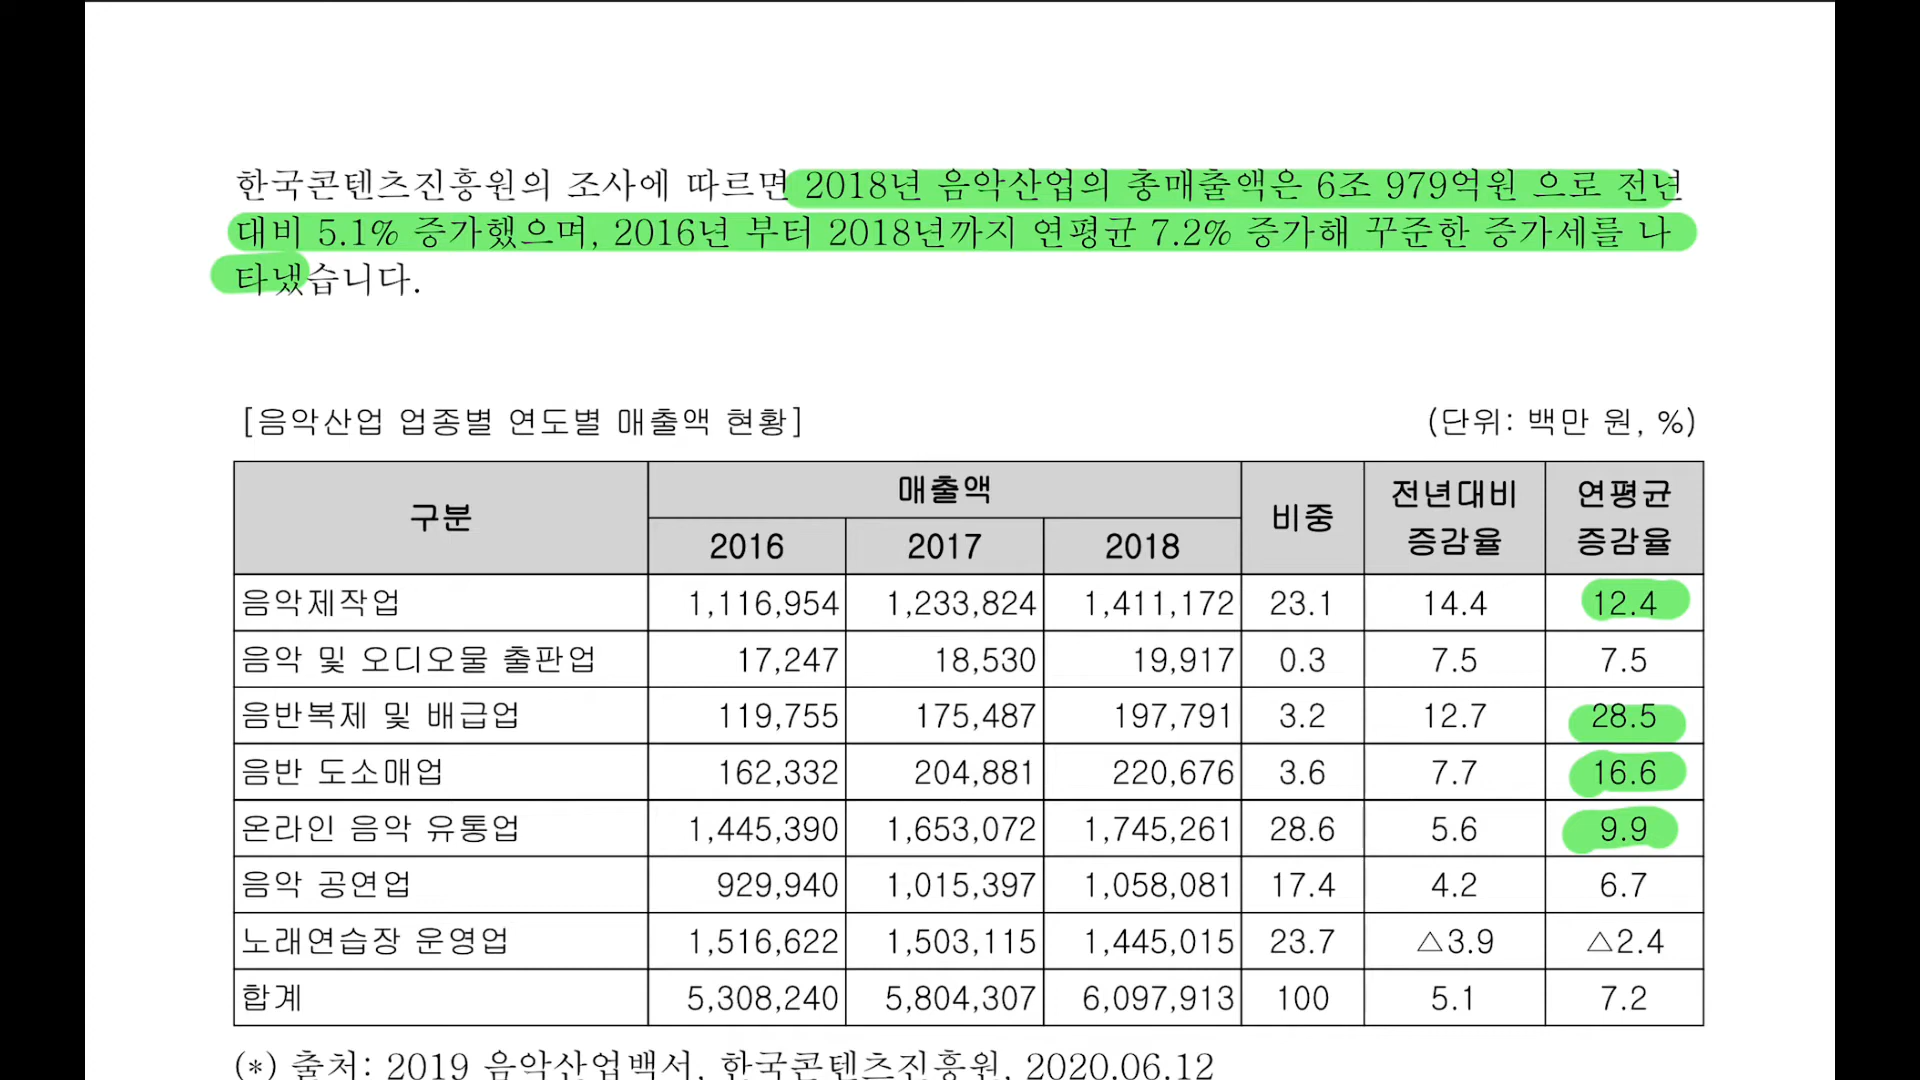 한국콘텐츠진흥원의 조사에 따르면 2018년 음악산업의 총매출액은 6조 979억원 으로 전년
대비 5.1% 증가했으며, 2016년 부터 2018년까지 연평균 7.2% 증가해 꾸준한 증가세를 나
타냈습니다.
[음악산업 업종별 연도별 매출액 현황] (단위: 백만 원, %)
구분 매출액 비중 전년대비 증감율 연평균 증감율
2016 2017 2018
음악제작업 1,116,954 1,233,824 1,411,172 23.1 14.4 12.4
음악 및 오디오물 출판업 17,247 18,530 19,917 0.3 7.5 7.5
음반복제 및 배급업 119,755 175,487 197,791 3.2 12.7 28.5
음반 도소매업 162,332 204,881 220,676 3.6 7.7 16.6
온라인 음악 유통업 1,445,390 1,653,072 1,745,261 28.6 5.6 9.9
음악 공연업 929,940 1,015,397 1,058,081 17.4 4.2 6.7
노래연습장 운영업 1,516,622 1,503,115 1,445,015 23.7 △3.9 △2.4
합계 5,308,240 5,804,307 6,097,913 100 5.1 7.2
(*) 출처: 2019 음악산업백서, 한국콘텐츠진흥원, 2020.06.12